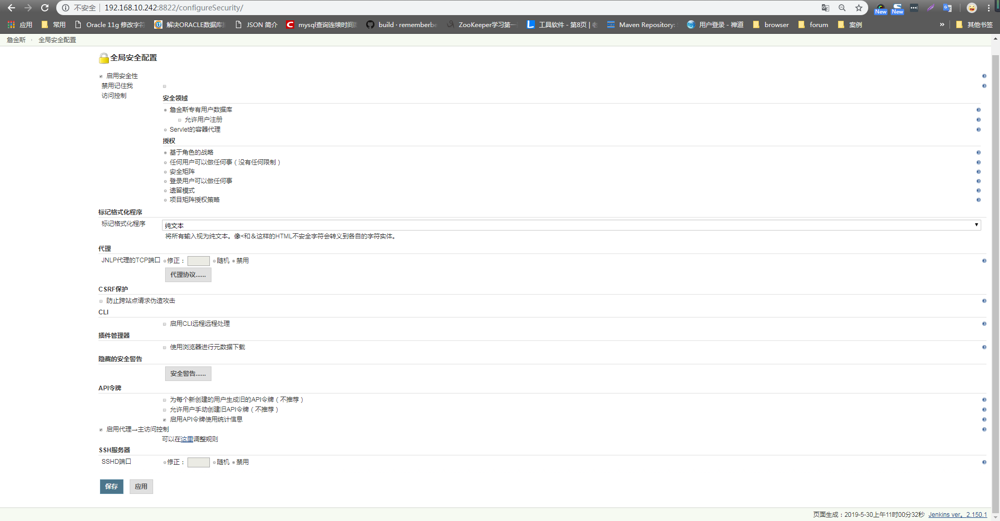 不安全 192.168.10.242:8822/configureSecurity/
New New
应用 常用 Oracle 11g 修改字符 解决ORACLE数据库 JSON 简介 mysql查询连续时间 build · rememberbe ZooKeeper学习第一 工具软件 - 第8页 | 老 Maven Repository: 用户登录 - 禅道 browser forum 案例 » 其他书签
詹金斯 全局安全配置
全局安全配置
启用安全性
禁用记住我
访问控制
安全领域
詹金斯专有用户数据库
允许用户注册
Servlet的容器代理
授权
基于角色的战略
任何用户可以做任何事（没有任何限制）
安全矩阵
登录用户可以做任何事
遗留模式
项目矩阵授权策略
标记格式化程序
标记格式化程序 纯文本
将所有输入视为纯文本。像<和＆这样的HTML不安全字符会转义到各自的字符实体。
代理
JNLP代理的TCP端口 修正： 随机 禁用
代理协议......
CSRF保护
防止跨站点请求伪造攻击
CLI
启用CLI远程远程处理
插件管理器
使用浏览器进行元数据下载
隐藏的安全警告
安全警告......
API令牌
为每个新创建的用户生成旧的API令牌（不推荐）
允许用户手动创建旧API令牌（不推荐）
启用API令牌使用统计信息
启用代理→主访问控制
可以在这里调整规则
SSH服务器
SSHD端口 修正： 随机 禁用
保存 应用
页面生成：2019-5-30上午11时00分32秒 Jenkins ver。2.150.1